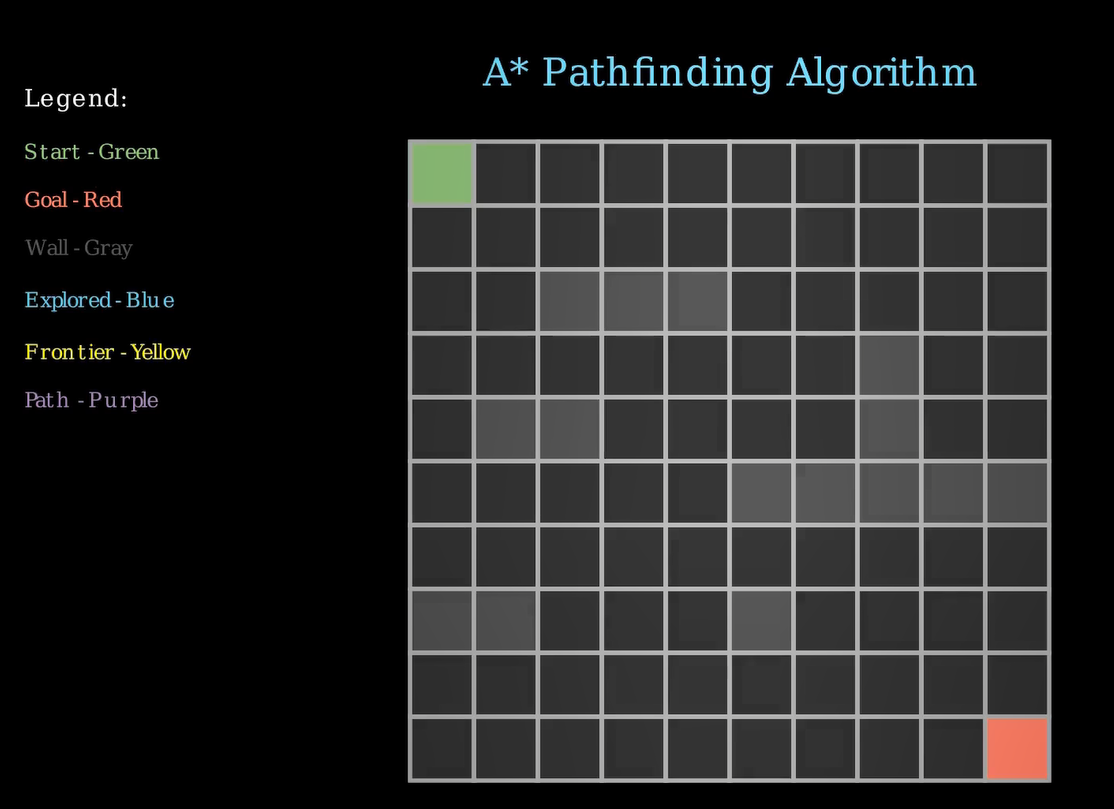 A* Pathfinding Algorithm
Legend:
Start - Green
Goal - Red
Wall - Gray
Explored - Blue
Frontier - Yellow
Path - Purple